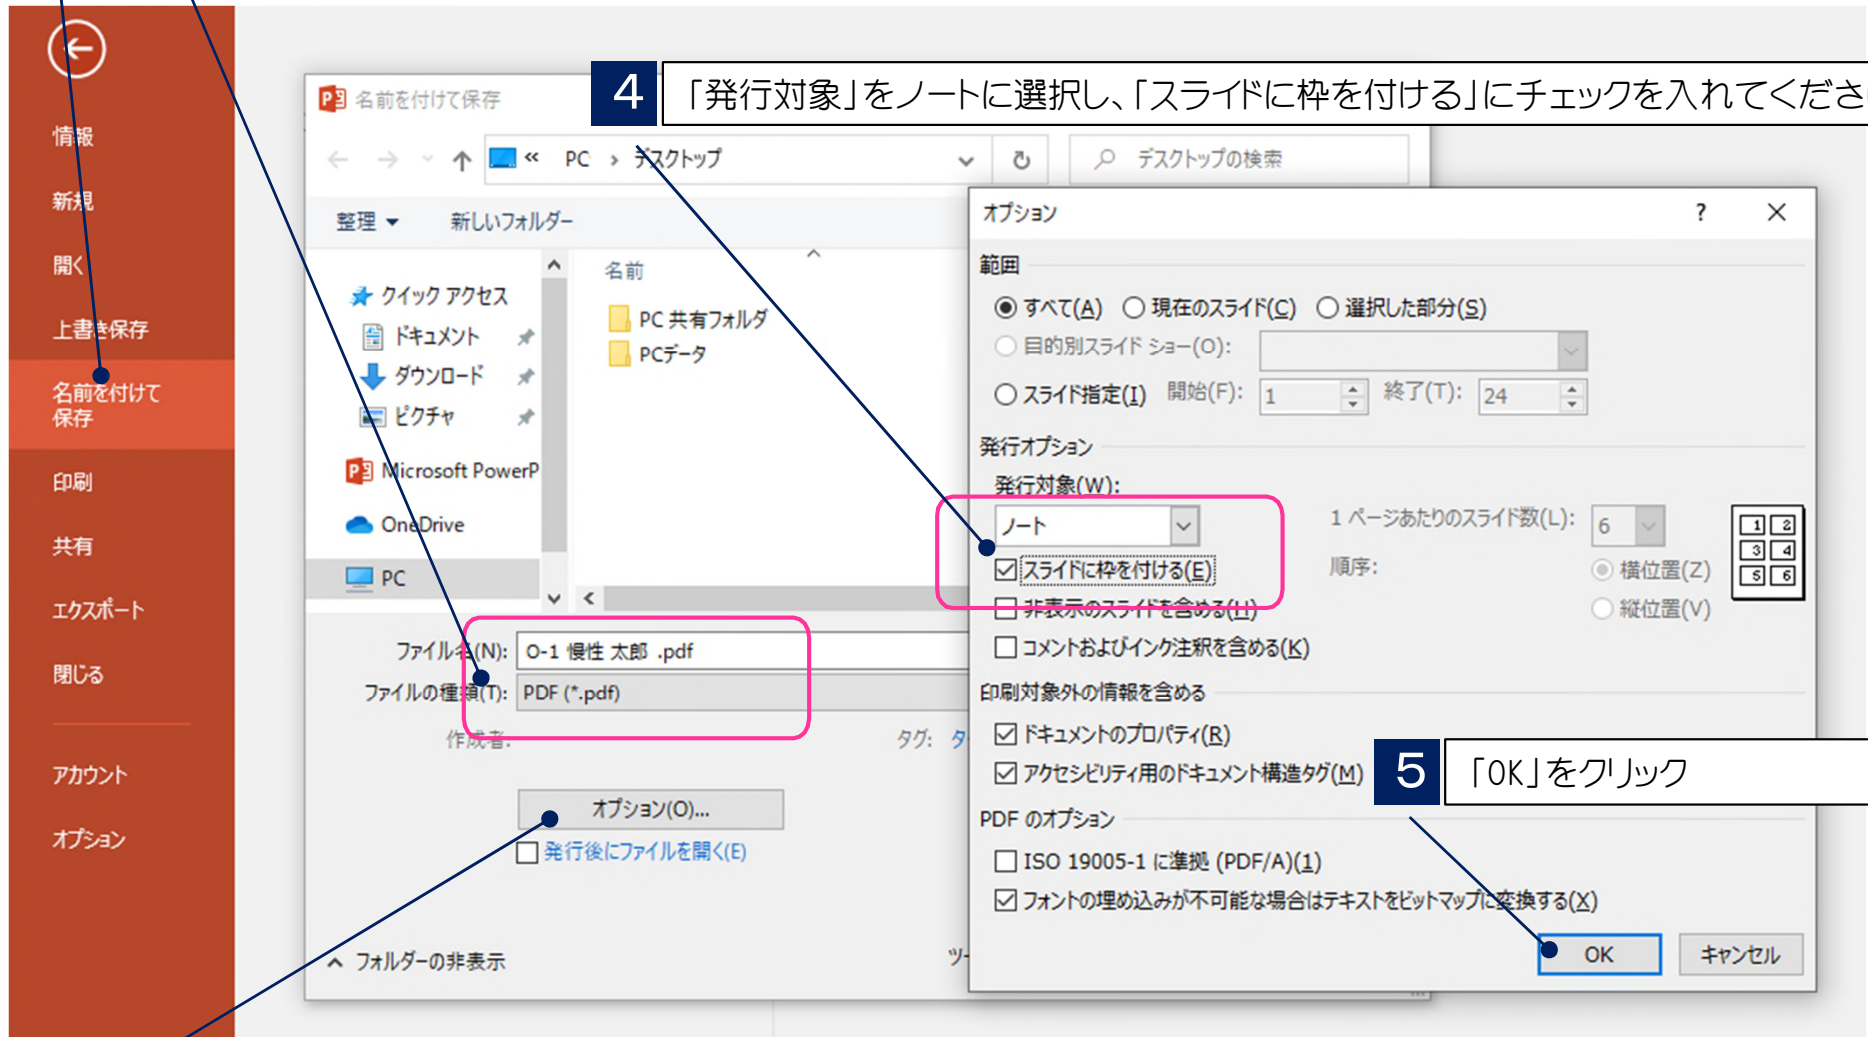 4 「発行対象」をノートに選択し、「スライドに枠を付ける」にチェックを入れてくださ
情報
新規
開く
上書き保存
名前を付けて
保存
印刷
共有
エクスポート
閉じる
アカウント
オプション
名前を付けて保存
« PC › デスクトップ
デスクトップの検索
整理 新しいフォルダー
クイック アクセス
ドキュメント
ダウンロード
ピクチャ
Microsoft PowerP
OneDrive
PC
名前
PC 共有フォルダ
PCデータ
ファイル名(N): O-1 慢性 太郎 .pdf
ファイルの種類(T): PDF (*.pdf)
作成者:
タグ: タ
オプション(O)...
発行後にファイルを開く(E)
フォルダーの非表示
ツ
オプション ?
範囲
すべて(A) 現在のスライド(C) 選択した部分(S)
目的別スライド ショー(O):
スライド指定(I) 開始(F): 1 終了(T): 24
発行オプション
発行対象(W):
ノート
1 ページあたりのスライド数(L): 6
スライドに枠を付ける(E)
順序: 横位置(Z)
縦位置(V)
1 2
3 4
5 6
非表示のスライドを含める(H)
コメントおよびインク注釈を含める(K)
印刷対象外の情報を含める
ドキュメントのプロパティ(R)
アクセシビリティ用のドキュメント構造タグ(M)
5 「OK」をクリック
PDF のオプション
ISO 19005-1 に準拠 (PDF/A)(1)
フォントの埋め込みが不可能な場合はテキストをビットマップに変換する(X)
OK キャンセル